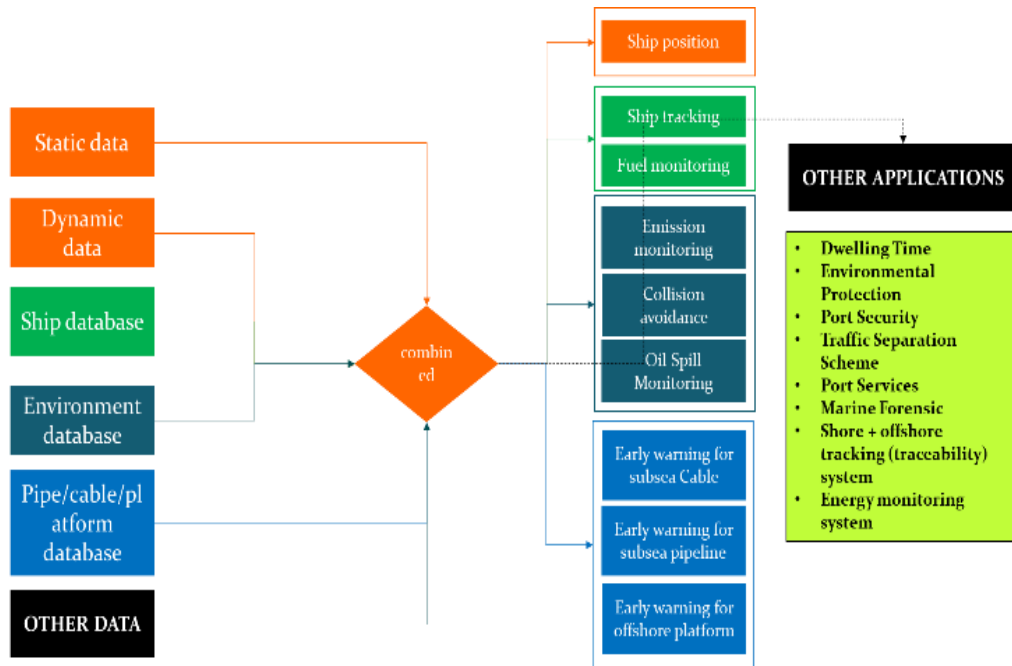 Static data
Dynamic
data
Ship database
Environment
database
Pipe/cable/pl
atform
database
OTHER DATA
combin
ed
Ship position
Ship tracking
Fuel monitoring
Emission
monitoring
Collision
avoidance
Oil Spill
Monitoring
Early warning for
subsea Cable
Early warning for
subsea pipeline
Early warning for
offshore platform
OTHER APPLICATIONS
• Dwelling Time
• Environmental
Protection
• Port Security
• Traffic Separation
Scheme
• Port Services
• Marine Forensic
• Shore + offshore
tracking (traceability)
system
• Energy monitoring
system